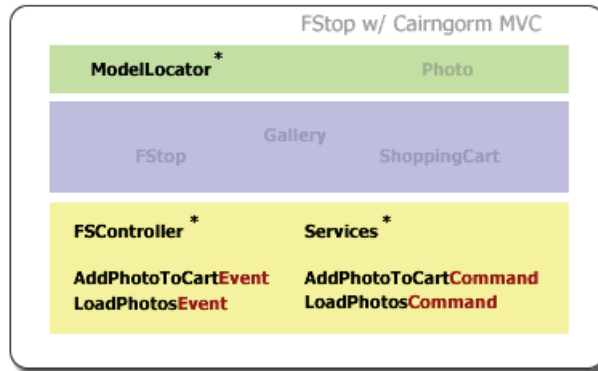 FStop w/ Cairngorm MVC
ModelLocator * Photo
Gallery
FStop ShoppingCart
FSController * Services *
AddPhotoToCartEvent AddPhotoToCartCommand
LoadPhotosEvent LoadPhotosCommand